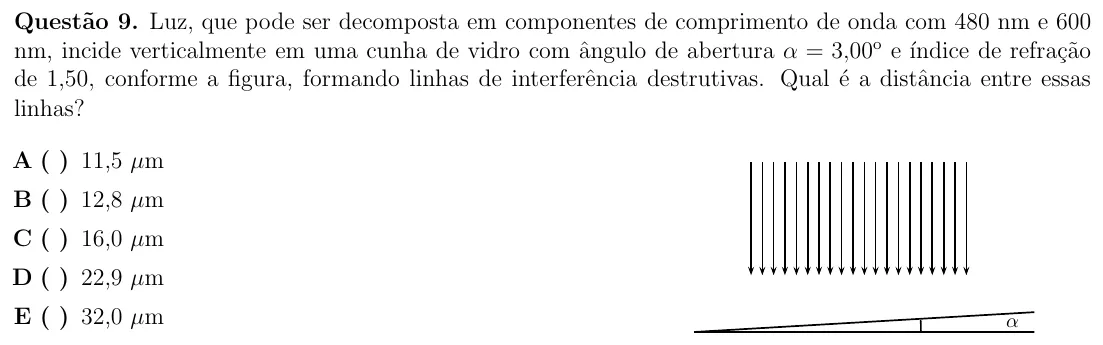 Questão 9. Luz, que pode ser decomposta em componentes de comprimento de onda com 480 nm e 600
nm, incide verticalmente em uma cunha de vidro com ângulo de abertura α = 3,00º e índice de refração
de 1,50, conforme a figura, formando linhas de interferência destrutivas. Qual é a distância entre essas
linhas?
A ( ) 11,5 μm
B ( ) 12,8 μm
C ( ) 16,0 μm
D ( ) 22,9 μm
E ( ) 32,0 μm
α